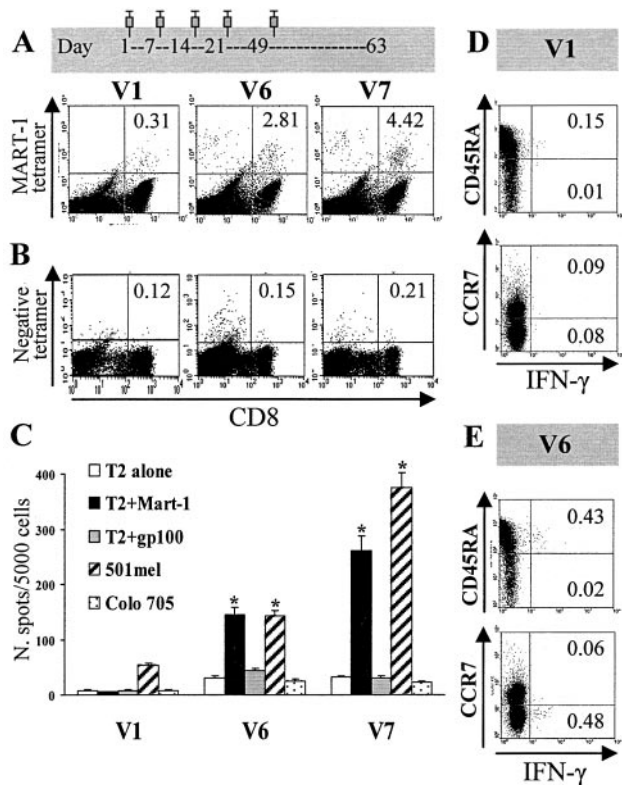 A
Day 1--7--14--21---49---------------63
V1 V6 V7
MART-1
tetramer
0.31
2.81
4.42
B
Negative
tetramer
0.12
0.15
0.21
CD8
C
N. spots/5000 cells
400
300
200
100
0
T2 alone
T2+Mart-1
T2+gp100
501mel
Colo 705
*
*
*
*
V1 V6 V7
D
V1
CD45RA
0.15
0.01
CCR7
0.09
0.08
IFN-γ
E
V6
CD45RA
0.43
0.02
CCR7
0.06
0.48
IFN-γ